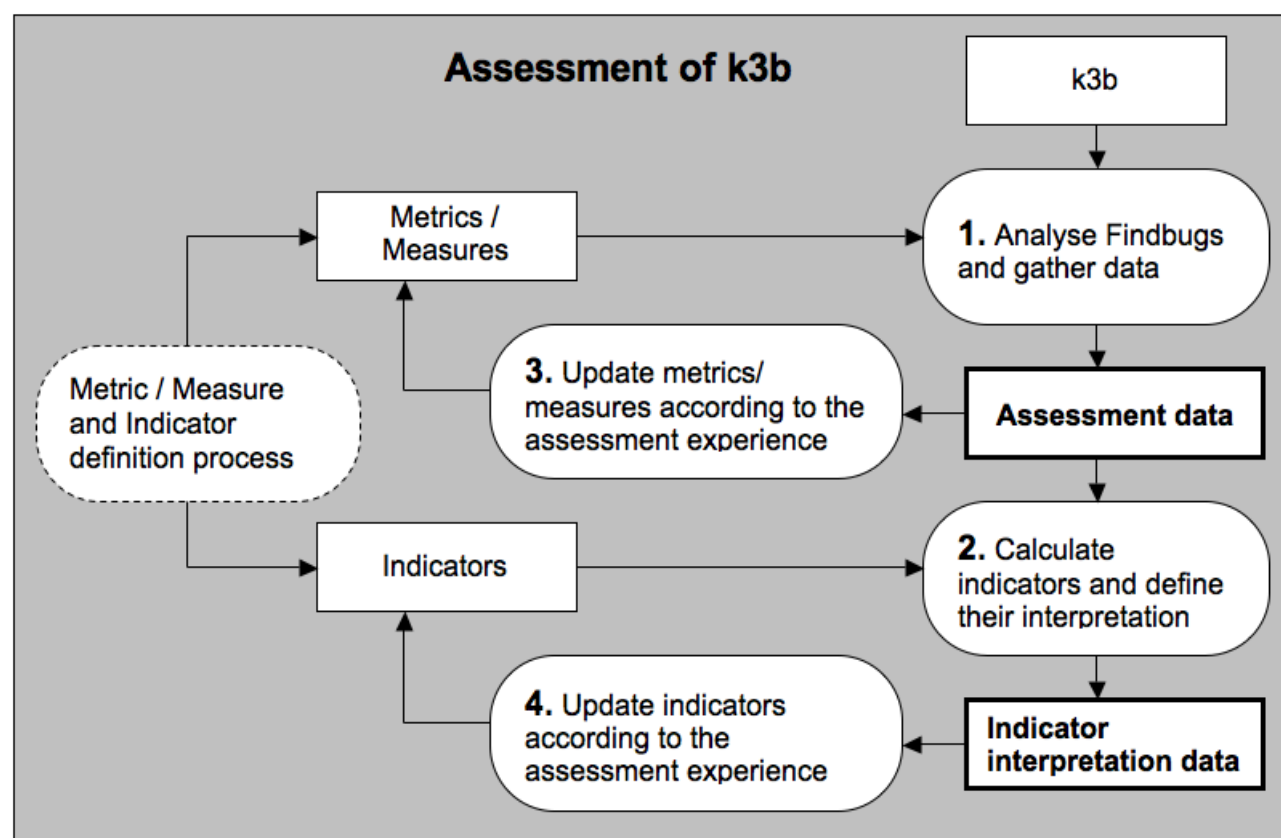 Assessment of k3b
k3b
Metrics /
Measures
1. Analyse Findbugs
and gather data
3. Update metrics/
measures according to the
assessment experience
Metric / Measure
and Indicator
definition process
Assessment data
Indicators
2. Calculate
indicators and define
their interpretation
4. Update indicators
according to the
assessment experience
Indicator
interpretation data